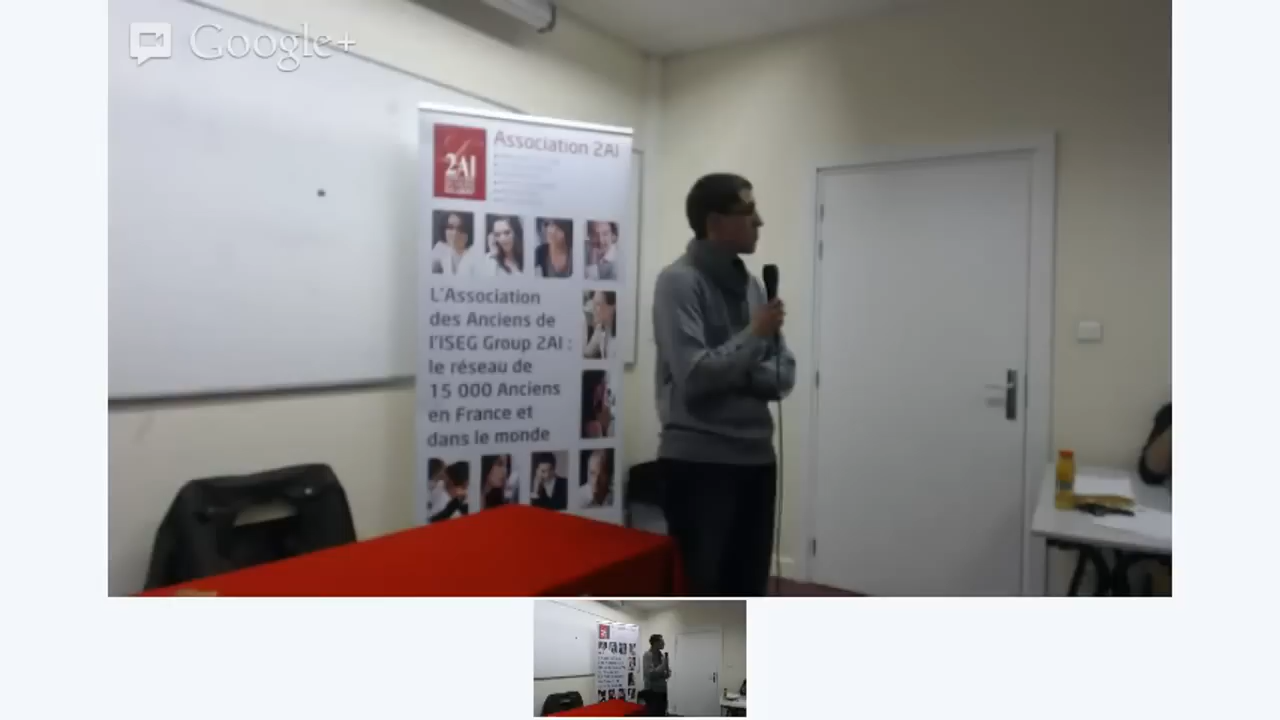 Google+
Association 2AI
2AI
L'Association
des Anciens de
l'ISEG Group 2AI :
le réseau de
15 000 Anciens
en France et
dans le monde